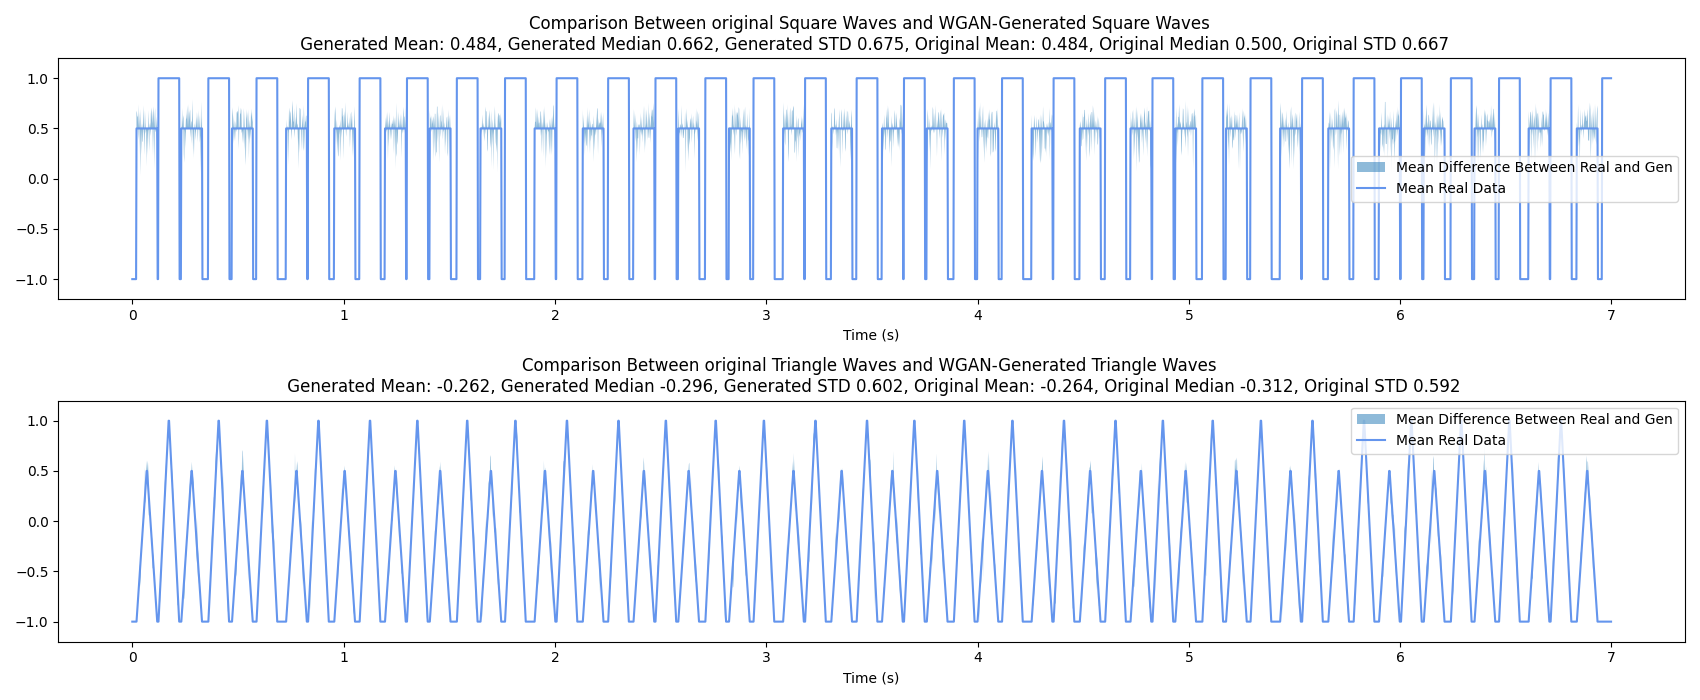 Comparison Between original Square Waves and WGAN-Generated Square Waves
Generated Mean: 0.484, Generated Median 0.662, Generated STD 0.675, Original Mean: 0.484, Original Median 0.500, Original STD 0.667
1.0
0.5
0.0
−0.5
−1.0
Mean Difference Between Real and Gen
Mean Real Data
0 1 2 3 4 5 6 7
Time (s)
Comparison Between original Triangle Waves and WGAN-Generated Triangle Waves
Generated Mean: -0.262, Generated Median -0.296, Generated STD 0.602, Original Mean: -0.264, Original Median -0.312, Original STD 0.592
1.0
0.5
0.0
−0.5
−1.0
Mean Difference Between Real and Gen
Mean Real Data
0 1 2 3 4 5 6 7
Time (s)